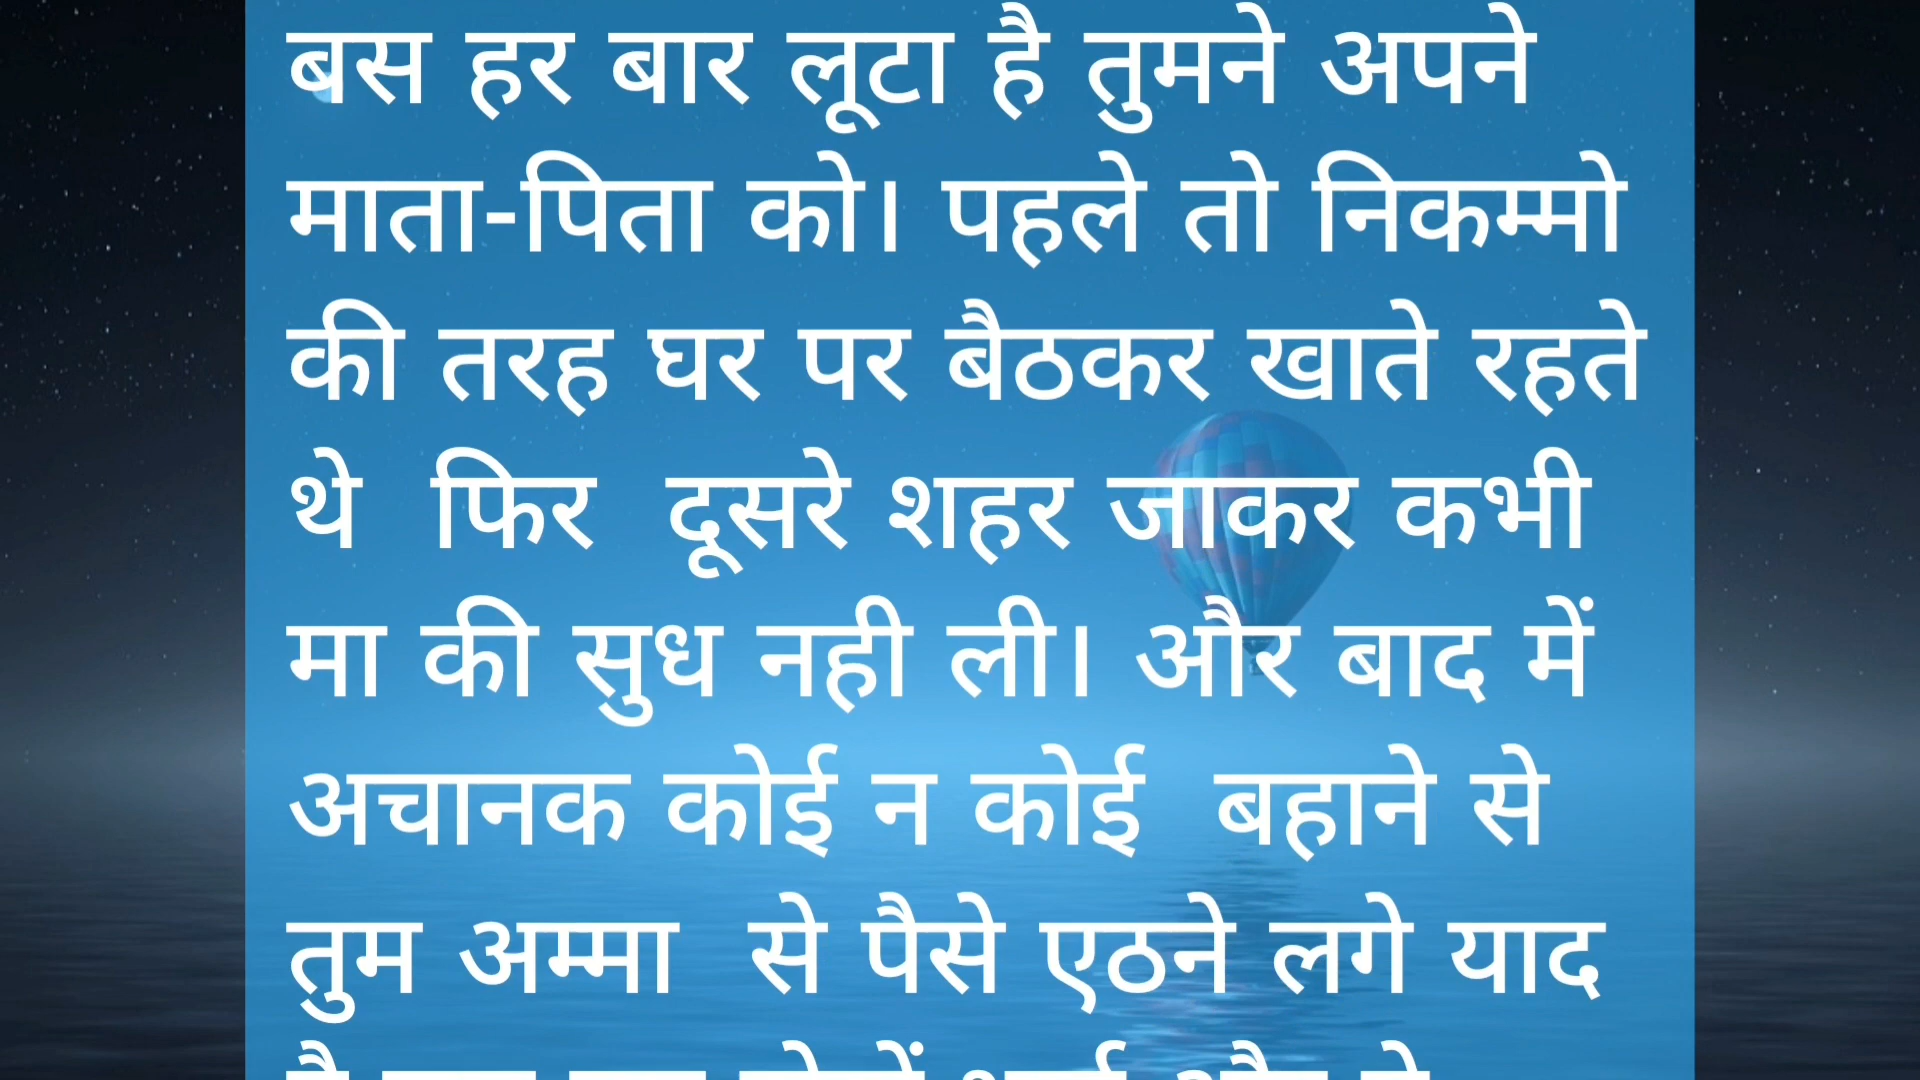 बस हर बार लूटा है तुमने अपने
माता-पिता को। पहले तो निकम्मो
की तरह घर पर बैठकर खाते रहते
थे  फिर  दूसरे शहर जाकर कभी
मा की सुध नही ली। और बाद में
अचानक कोई न कोई  बहाने से
तुम अम्मा  से पैसे एठने लगे याद